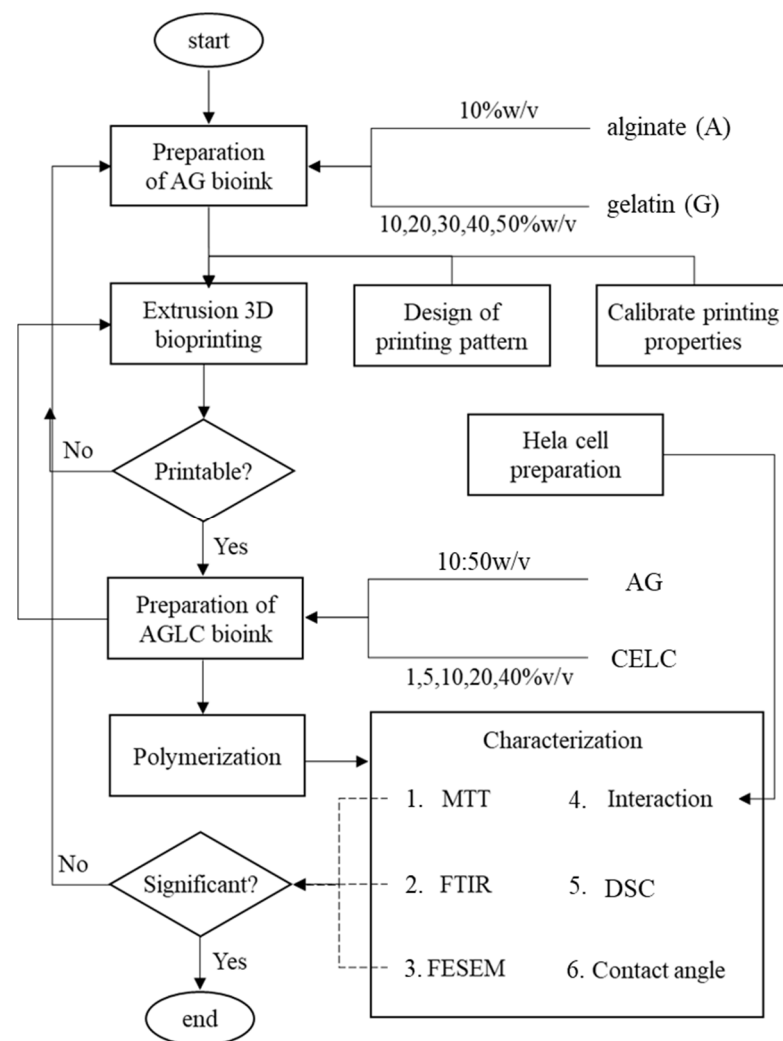 start
10%w/v
alginate (A)
Preparation
of AG bioink
gelatin (G)
10,20,30,40,50%w/v
Extrusion 3D
bioprinting
Design of
printing pattern
Calibrate printing
properties
No
Printable?
Hela cell
preparation
Yes
10:50w/v
AG
Preparation of
AGLC bioink
CELC
1,5,10,20,40%v/v
Polymerization
Characterization
1. MTT
4. Interaction
No
Significant?
2. FTIR
5. DSC
Yes
3. FESEM
6. Contact angle
end